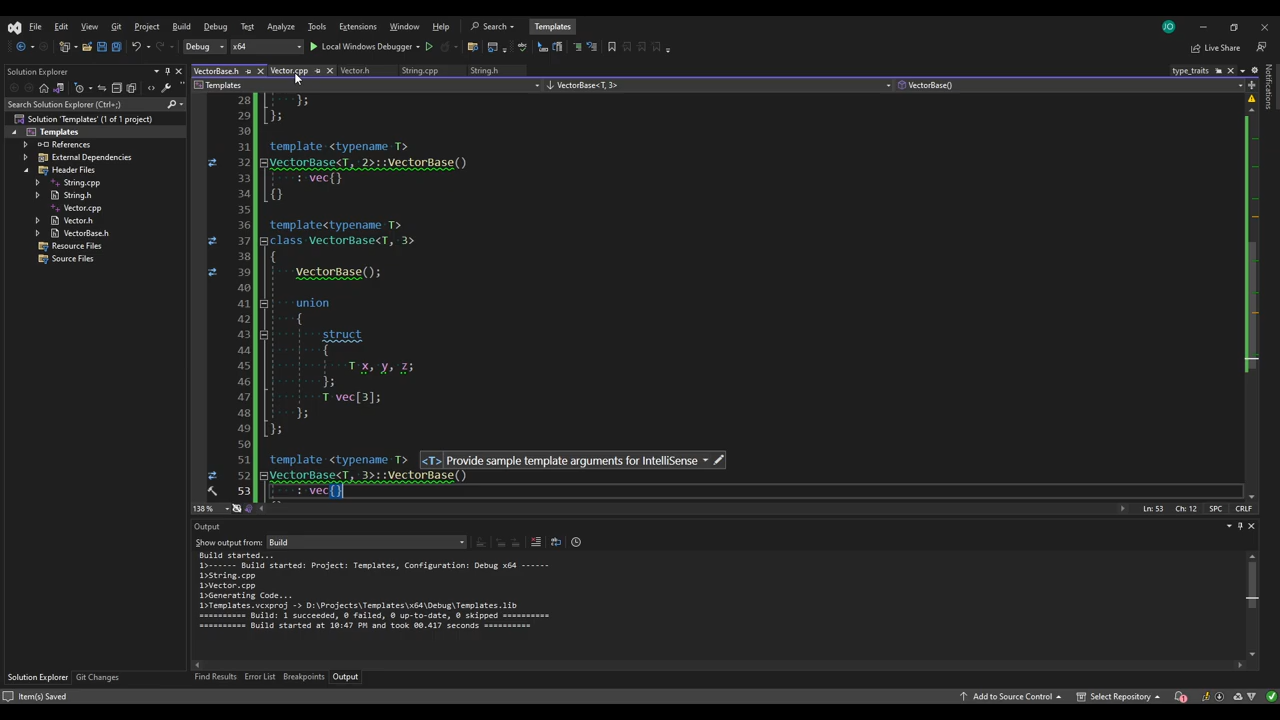 File Edit View Git Project Build Debug Test Analyze Tools Extensions Window Help Search Templates JO
Debug x64 Local Windows Debugger Live Share
Solution Explorer
VectorBase.h Vector.cpp Vector.h String.cpp String.h type_traits
Templates VectorBase<T, 3> VectorBase()
Notifications
Search Solution Explorer (Ctrl+;)
Solution 'Templates' (1 of 1 project)
Templates
References
External Dependencies
Header Files
String.cpp
String.h
Vector.cpp
Vector.h
VectorBase.h
Resource Files
Source Files
28 };
29 };
30
31 template <typename T>
32 VectorBase<T, 2>::VectorBase()
33 : vec{}
34 {}
35
36 template<typename T>
37 class VectorBase<T, 3>
38 {
39 VectorBase();
40
41 union
42 {
43 struct
44 {
45 T x, y, z;
46 };
47 T vec[3];
48 };
49 };
50
51 template <typename T> <T> Provide sample template arguments for IntelliSense
52 VectorBase<T, 3>::VectorBase()
53 : vec{}
138 % Ln: 53 Ch: 12 SPC CRLF
Output
Show output from: Build
Build started...
1>------ Build started: Project: Templates, Configuration: Debug x64 ------
1>String.cpp
1>Vector.cpp
1>Generating Code...
1>Templates.vcxproj -> D:\Projects\Templates\x64\Debug\Templates.lib
========== Build: 1 succeeded, 0 failed, 0 up-to-date, 0 skipped ==========
========== Build started at 10:47 PM and took 00.417 seconds ==========
Solution Explorer Git Changes Find Results Error List Breakpoints Output
Item(s) Saved Add to Source Control Select Repository 1